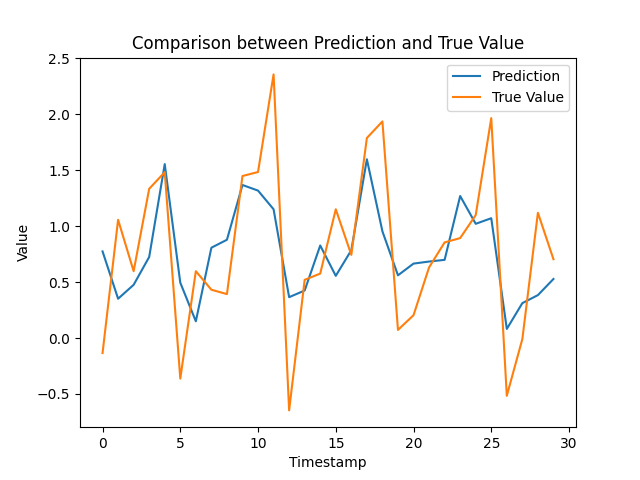 Comparison between Prediction and True Value
Prediction
True Value
2.5
2.0
1.5
1.0
0.5
0.0
−0.5
Value
0 5 10 15 20 25 30
Timestamp